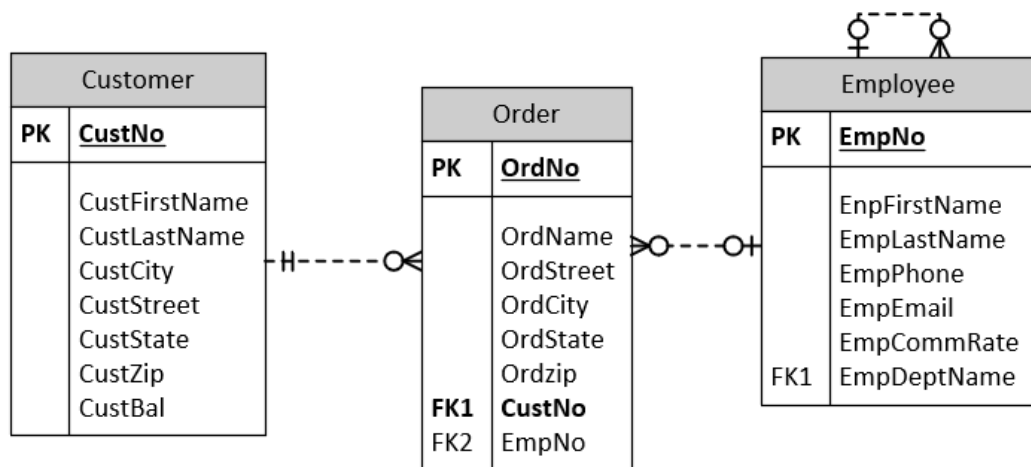 Customer
PK CustNo
CustFirstName
CustLastName
CustCity
CustStreet
CustState
CustZip
CustBal
Order
PK OrdNo
OrdName
OrdStreet
OrdCity
OrdState
Ordzip
FK1 CustNo
FK2 EmpNo
Employee
PK EmpNo
EnpFirstName
EmpLastName
EmpPhone
EmpEmail
EmpCommRate
FK1 EmpDeptName